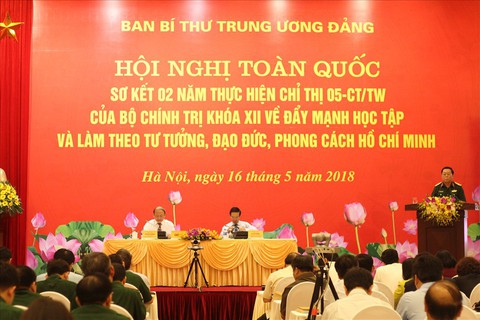 BAN BÍ THƯ TRUNG ƯƠNG ĐẢNG
HỘI NGHỊ TOÀN QUỐC
SƠ KẾT 02 NĂM THỰC HIỆN CHỈ THỊ 05-CT/TW
CỦA BỘ CHÍNH TRỊ KHÓA XII VỀ ĐẨY MẠNH HỌC TẬP
VÀ LÀM THEO TƯ TƯỞNG, ĐẠO ĐỨC, PHONG CÁCH HỒ CHÍ MINH
Hà Nội, ngày 16 tháng 5 năm 2018